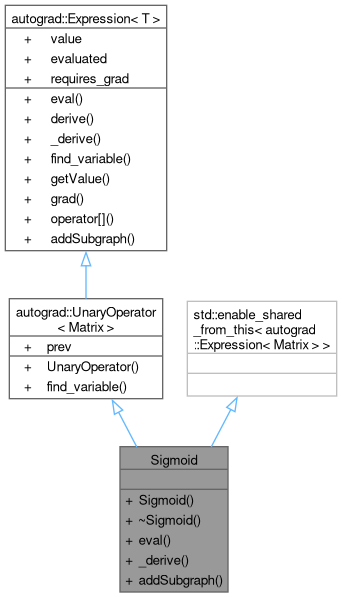 autograd::Expression< T >
+ value
+ evaluated
+ requires_grad
+ eval()
+ derive()
+ _derive()
+ find_variable()
+ getValue()
+ grad()
+ operator[]()
+ addSubgraph()
autograd::UnaryOperator
< Matrix >
+ prev
+ UnaryOperator()
+ find_variable()
std::enable_shared
_from_this< autograd
::Expression< Matrix > >
Sigmoid
+ Sigmoid()
+ ~Sigmoid()
+ eval()
+ _derive()
+ addSubgraph()